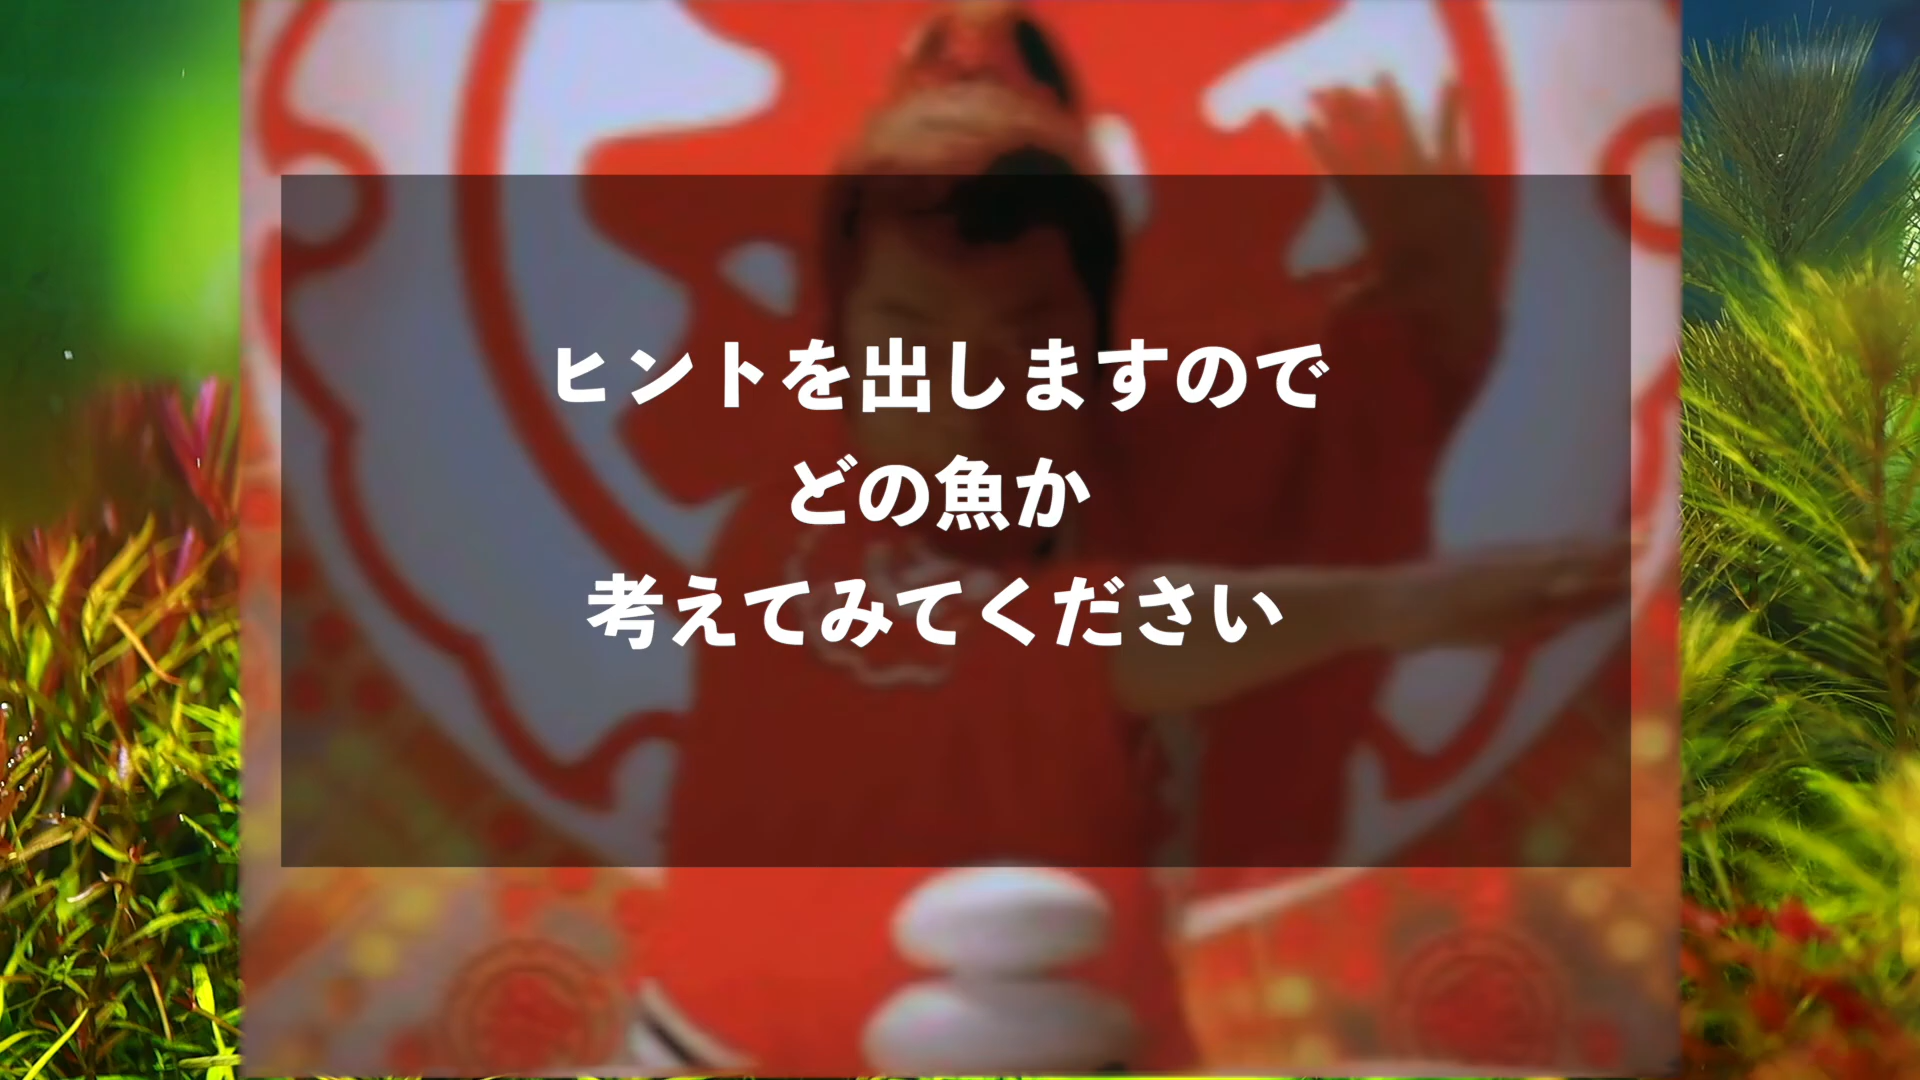 ヒントを出しますので
どの魚か
考えてみてください